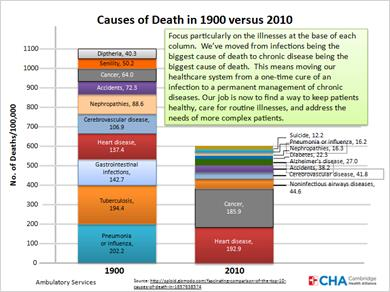 Causes of Death in 1900 versus 2010
Focus particularly on the illnesses at the base of each
column. We've moved from infections being the
biggest cause of death to chronic disease being the
biggest cause of death. This means moving our
healthcare system from a one-time cure of an
infection to a permanent management of chronic
diseases. Our job is now to find a way to keep patients
healthy, care for routine illnesses, and address the
needs of more complex patients.
No. of Deaths/100,000
1100
1000
900
800
700
600
500
400
300
200
100
0
Diptheria, 40.3
Senility, 50.2
Cancer, 64.0
Accidents, 72.3
Nephropathies, 88.6
Cerebrovascular disease,
106.9
Heart disease,
137.4
Gastrointestinal
infections,
142.7
Tuberculosis,
194.4
Pneumonia
or influenza,
202.2
Suicide, 12.2
Pneumonia or influenza, 16.2
Nephropathies, 16.3
Diabetes, 22.3
Alzheimer's disease, 27.0
Accidents, 38.2
Cerebrovascular disease, 41.8
Noninfectious airways diseases,
44.6
Cancer,
185.9
Heart disease,
192.9
1900
2010
Ambulatory Services
Source: http://
CHA
Cambridge
Health Alliance